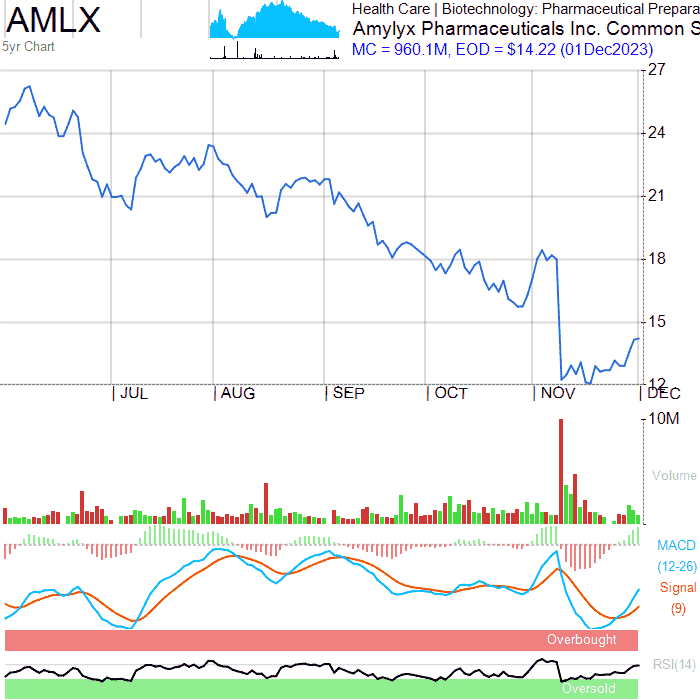 AMLX
5yr Chart
Health Care | Biotechnology: Pharmaceutical Prepara
Amylyx Pharmaceuticals Inc. Common S
MC = 960.1M, EOD = $14.22 (01Dec2023)
27
24
21
18
15
12
JUL AUG SEP OCT NOV DEC
10M
Volume
MACD
(12-26)
Signal
(9)
Overbought
RSI(14)
Oversold